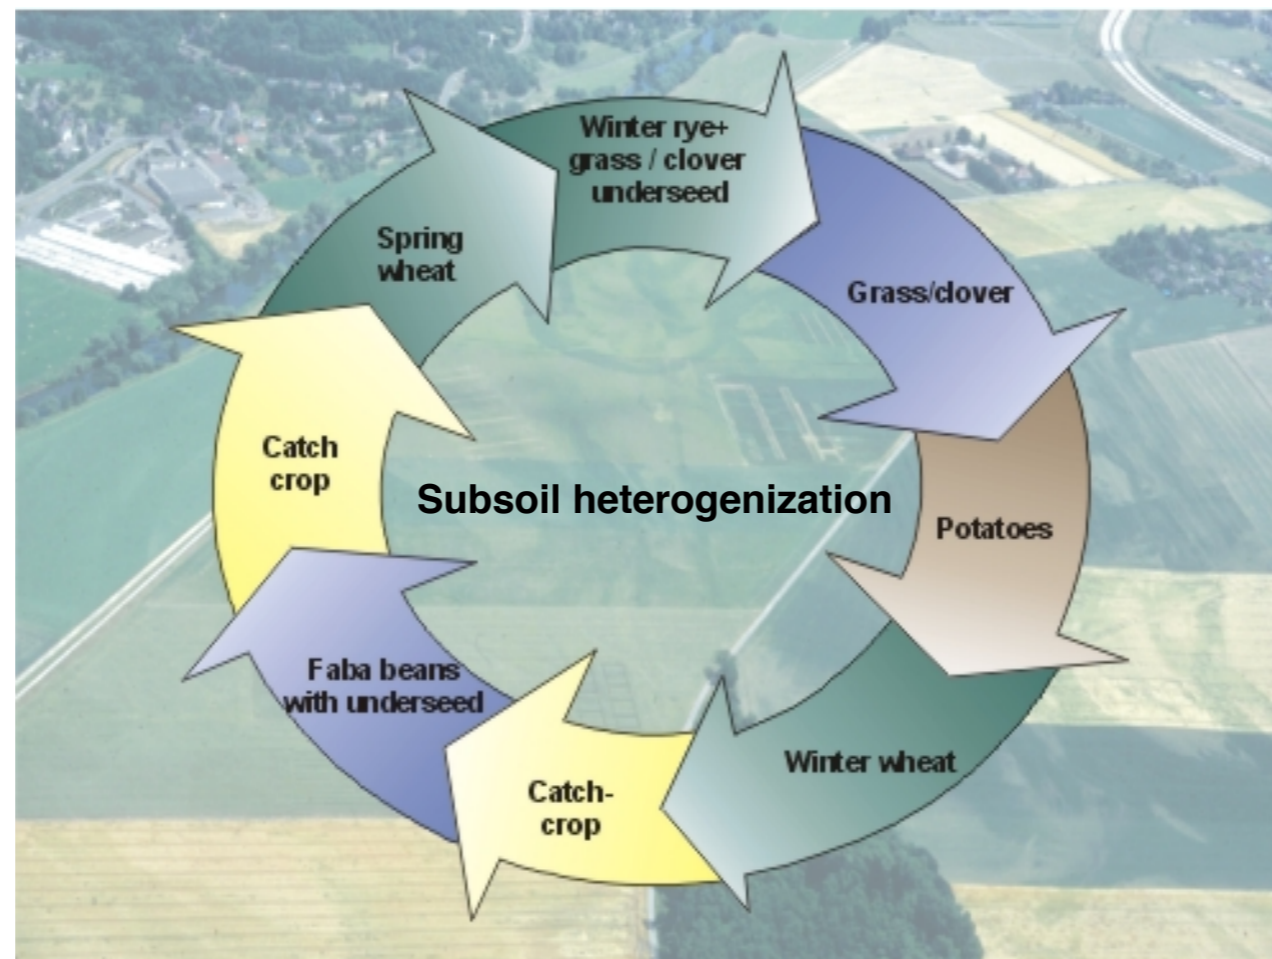 Winter rye+
grass / clover
underseed
Spring
wheat
Grass/clover
Catch
crop
Subsoil heterogenization
Potatoes
Faba beans
with underseed
Winter wheat
Catch-
crop